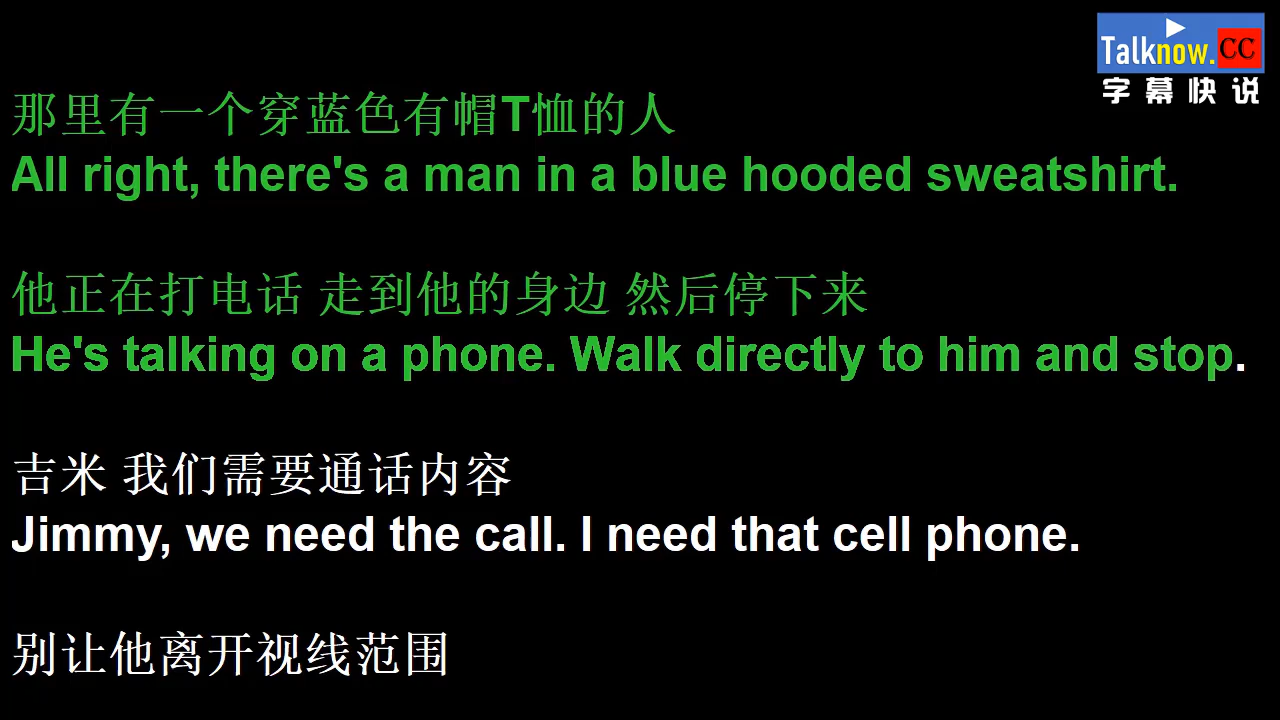 Talknow.CC
字幕快说
那里有一个穿蓝色有帽T恤的人
All right, there's a man in a blue hooded sweatshirt.
他正在打电话 走到他的身边 然后停下来
He's talking on a phone. Walk directly to him and stop.
吉米 我们需要通话内容
Jimmy, we need the call. I need that cell phone.
别让他离开视线范围